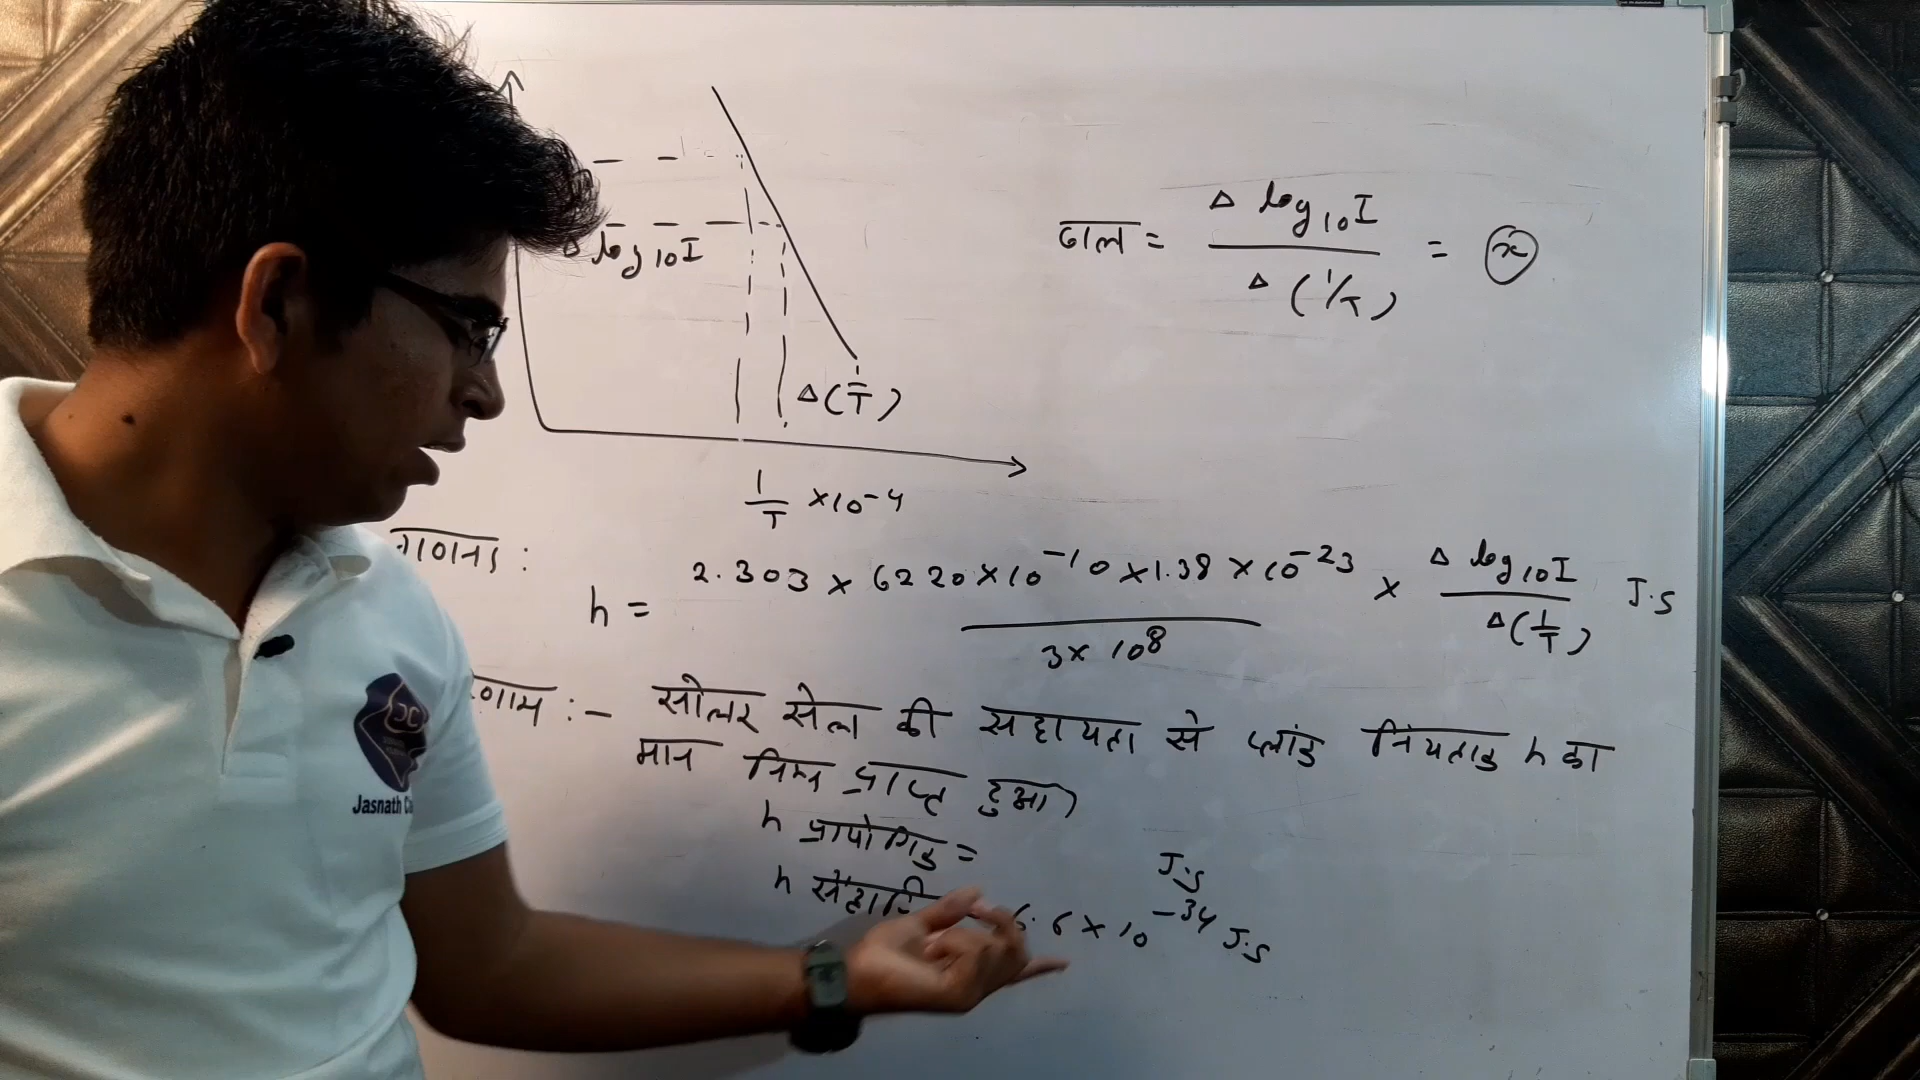 Δ log₁₀I
Δ(1/T)
1/T ×10⁻⁴
ढाल = Δ log₁₀I / Δ(1/T) = x
गणना :
h = 2.303 × 6220×10⁻¹⁰ ×1.38 ×10⁻²³ / 3×10⁸ × Δ log₁₀I / Δ(1/T) J.S
:- सोलर सेल की सहायता से प्लांक नियतांक h का
मान निम्न प्राप्त हुआ
h प्रायोगिक = J.S
h 6.6 × 10⁻³⁴ J.S
Jasnath